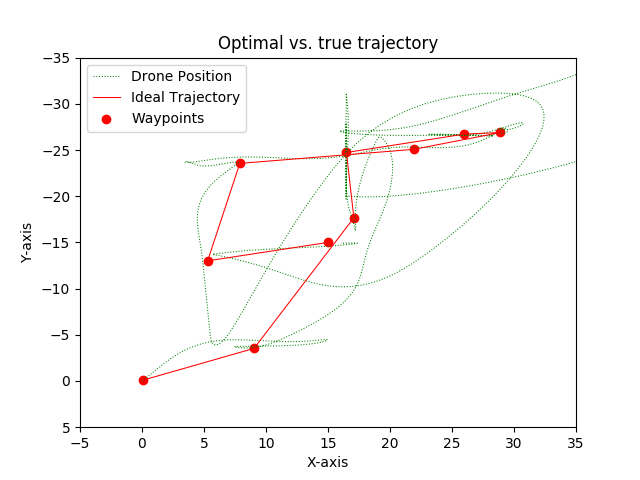 Optimal vs. true trajectory
Drone Position
Ideal Trajectory
Waypoints
Y-axis
−35
−30
−25
−20
−15
−10
−5
0
5
−5 0 5 10 15 20 25 30 35
X-axis